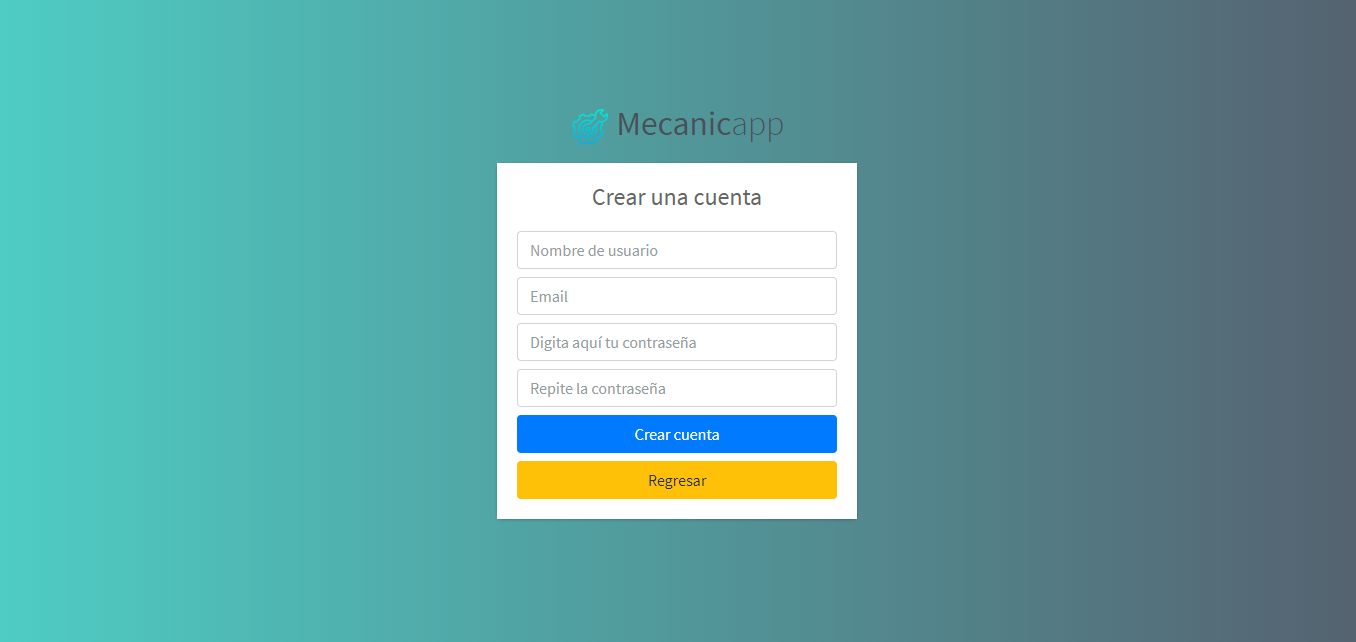 Mecanicapp
Crear una cuenta
Nombre de usuario
Email
Digita aquí tu contraseña
Repite la contraseña
Crear cuenta
Regresar